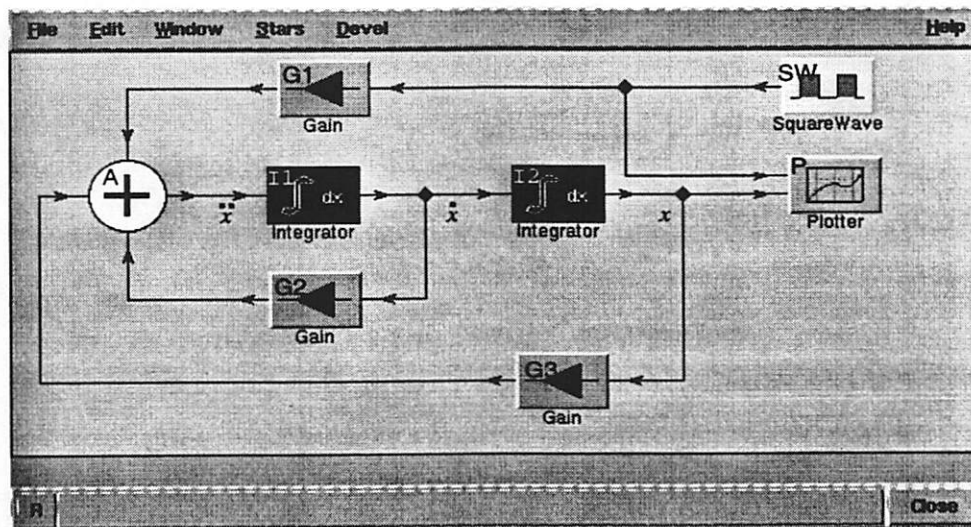 File Edit Window Stars Devel Help
G1
Gain
SW
SquareWave
A
ẍ
I1 dx
Integrator
ẋ
I2 dx
Integrator
x
P
Plotter
G2
Gain
G3
Gain
R Close